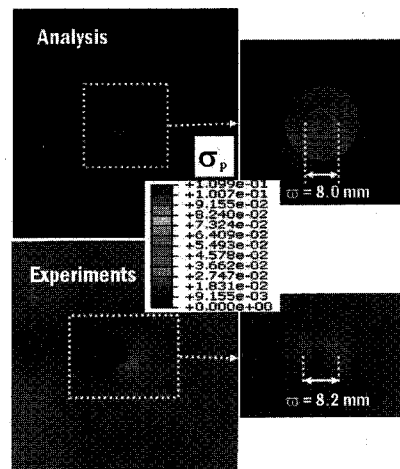 Analysis
σp
ϖ = 8.0 mm
+1.099e-01
+1.007e-01
+9.155e-02
+8.240e-02
+7.324e-02
+6.409e-02
+5.493e-02
+4.578e-02
+3.662e-02
+2.747e-02
+1.831e-02
+9.155e-03
+0.000e+00
Experiments
ϖ = 8.2 mm